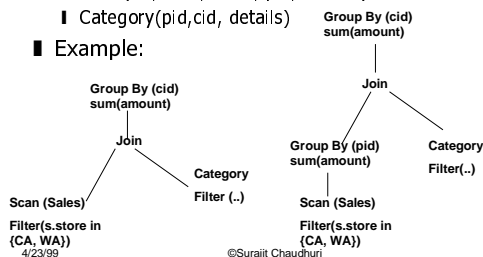 Category(pid,cid, details)
Example:
Group By (cid)
sum(amount)
Join
Category
Filter (..)
Scan (Sales)
Filter(s.store in
{CA, WA})
Group By (cid)
sum(amount)
Join
Group By (pid)
sum(amount)
Category
Filter(..)
Scan (Sales)
Filter(s.store in
{CA, WA})
4/23/99
©Surajit Chaudhuri